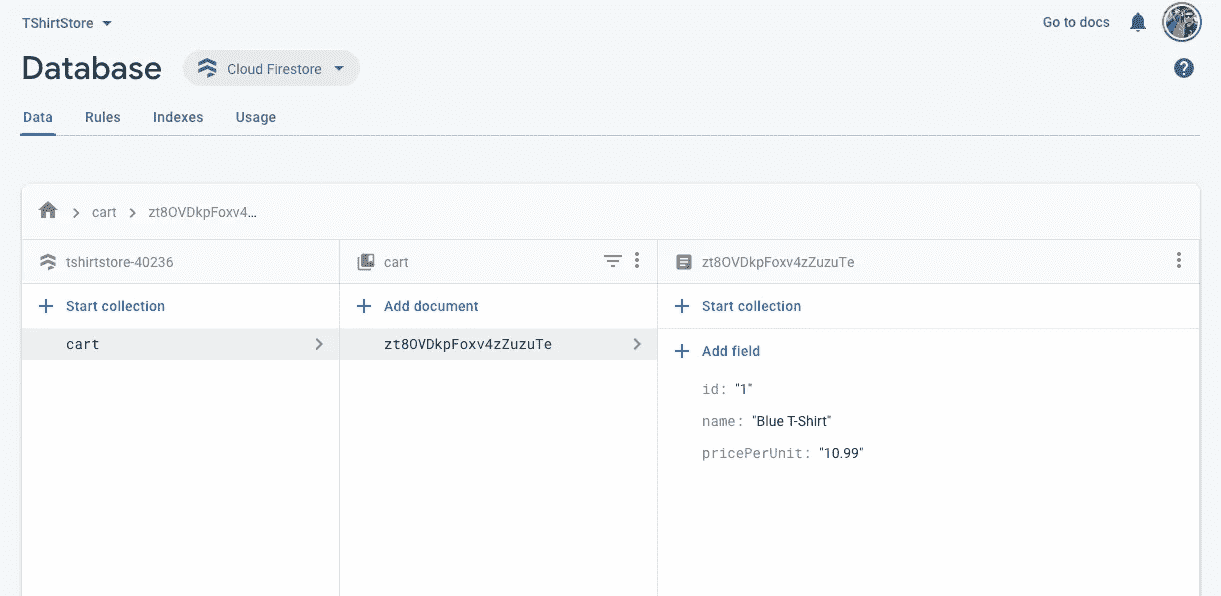 TShirtStore
Go to docs
Database
Cloud Firestore
Data Rules Indexes Usage
cart zt8OVDkpFoxv4...
tshirtstore-40236
cart
zt8OVDkpFoxv4zZuzuTe
Start collection
Add document
Start collection
cart
zt8OVDkpFoxv4zZuzuTe
Add field
id: "1"
name: "Blue T-Shirt"
pricePerUnit: "10.99"